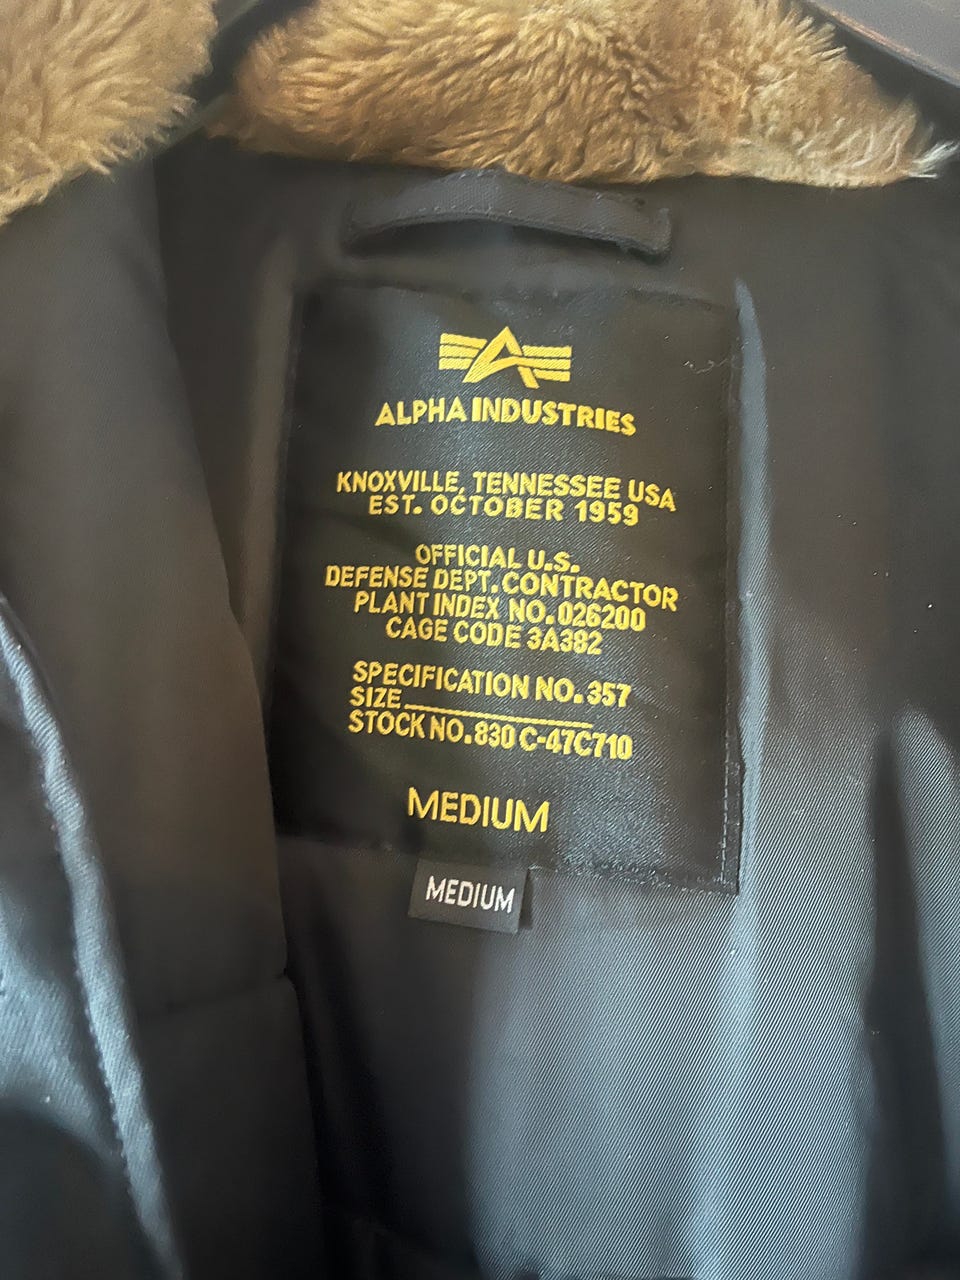 ALPHA INDUSTRIES
KNOXVILLE, TENNESSEE USA
EST. OCTOBER 1959
OFFICIAL U.S.
DEFENSE DEPT. CONTRACTOR
PLANT INDEX NO. 026200
CAGE CODE 3A382
SPECIFICATION NO. 357
SIZE
STOCK NO. 830 C-47C710
MEDIUM
MEDIUM